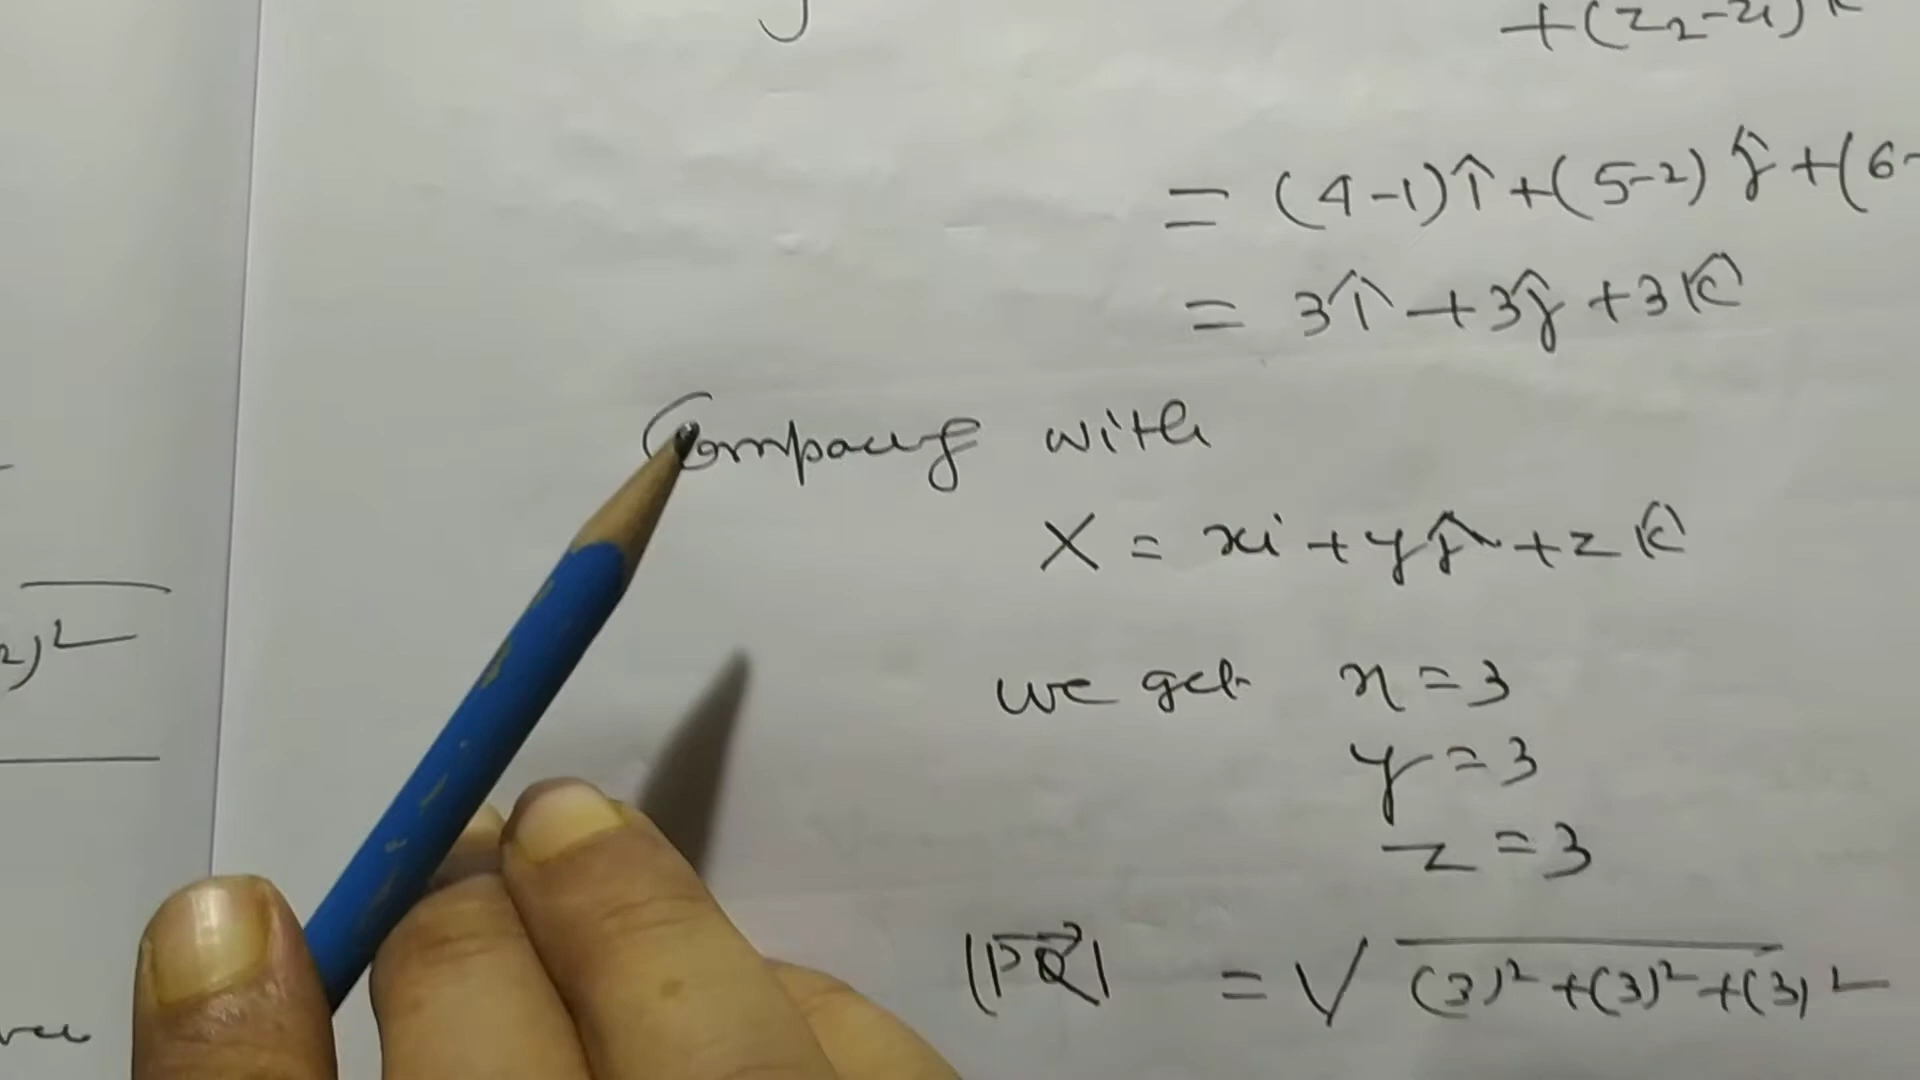 +(z₂-z₁) k
= (4-1)î+(5-2) ĵ+(6-
= 3î+3ĵ+3k̂
Comparing with
X = xi+yĵ+z k̂
)²
we get x=3
y=3
z=3
|PQ⃗| = √(3)²+(3)²+(3)²